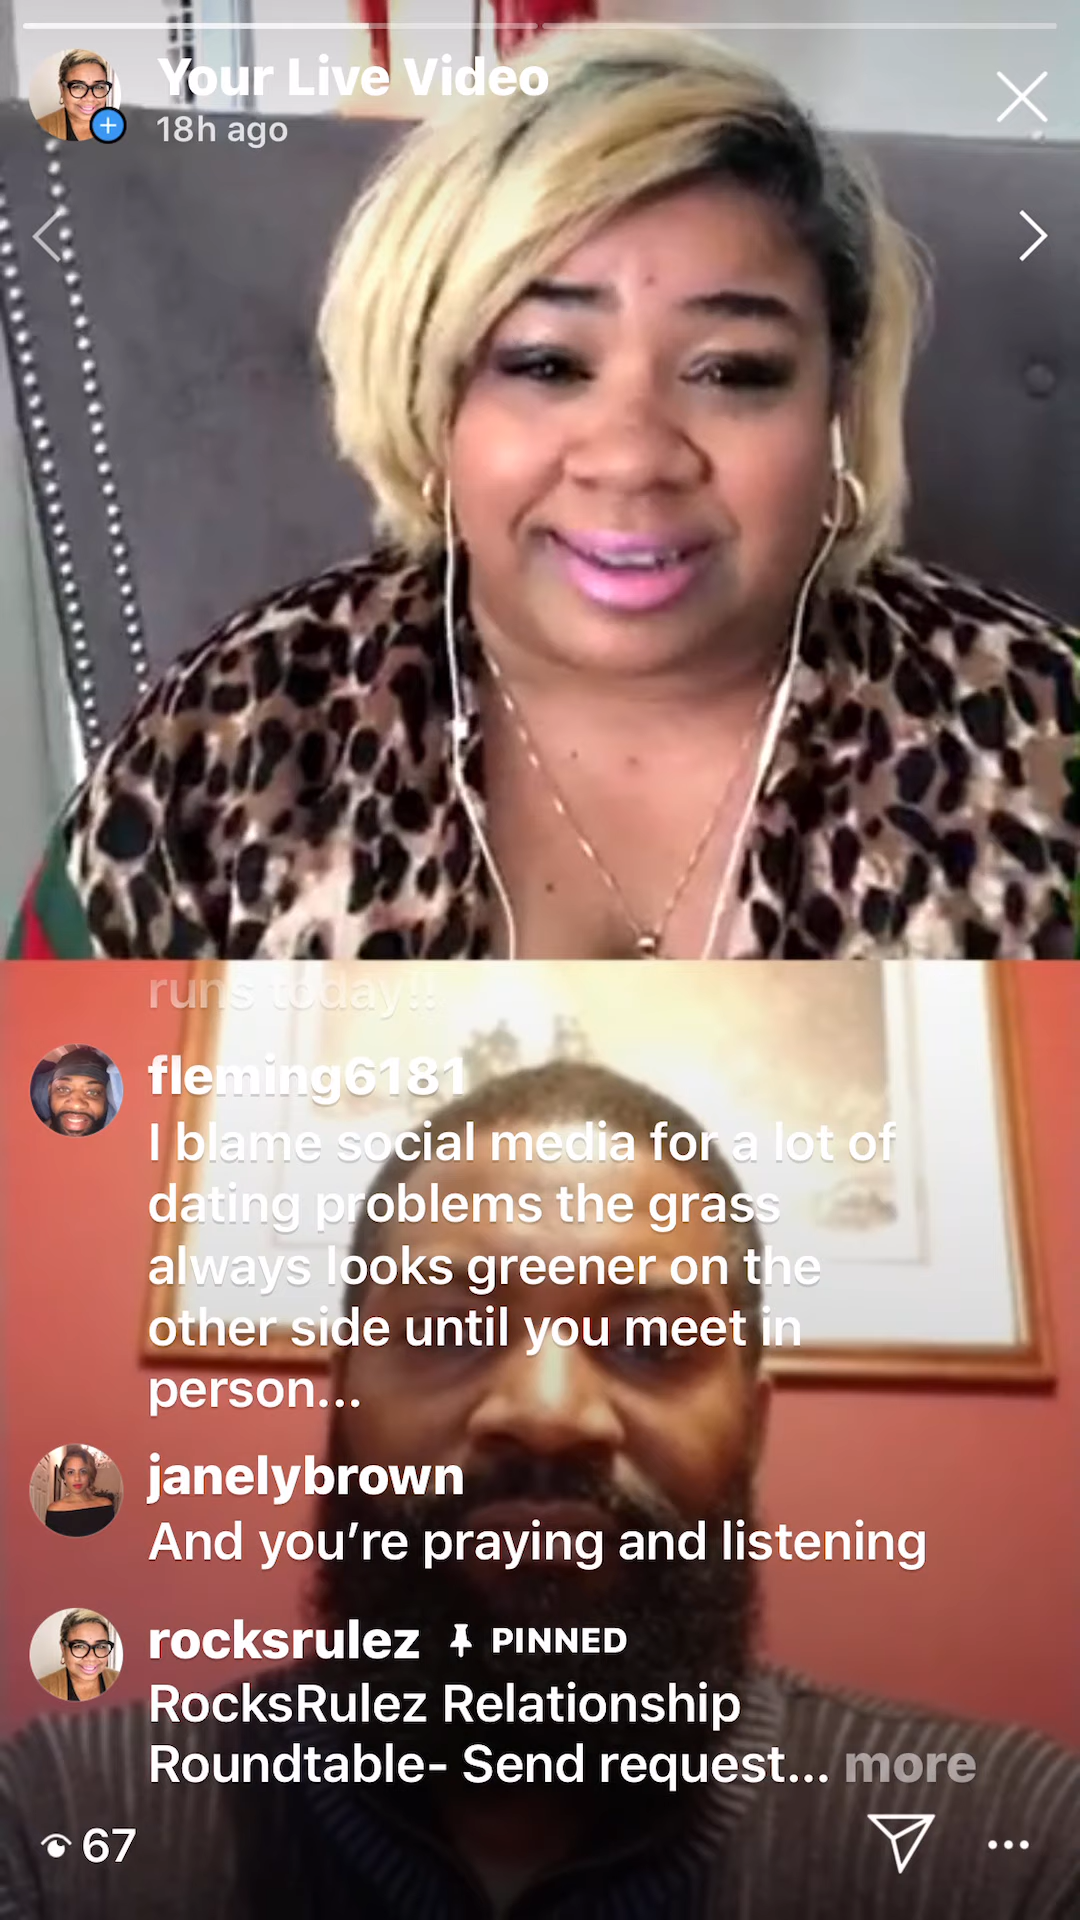 Your Live Video
18h ago
runs today!!
fleming6181
I blame social media for a lot of
dating problems the grass
always looks greener on the
other side until you meet in
person...
janelybrown
And you’re praying and listening
rocksrulez PINNED
RocksRulez Relationship
Roundtable- Send request... more
67